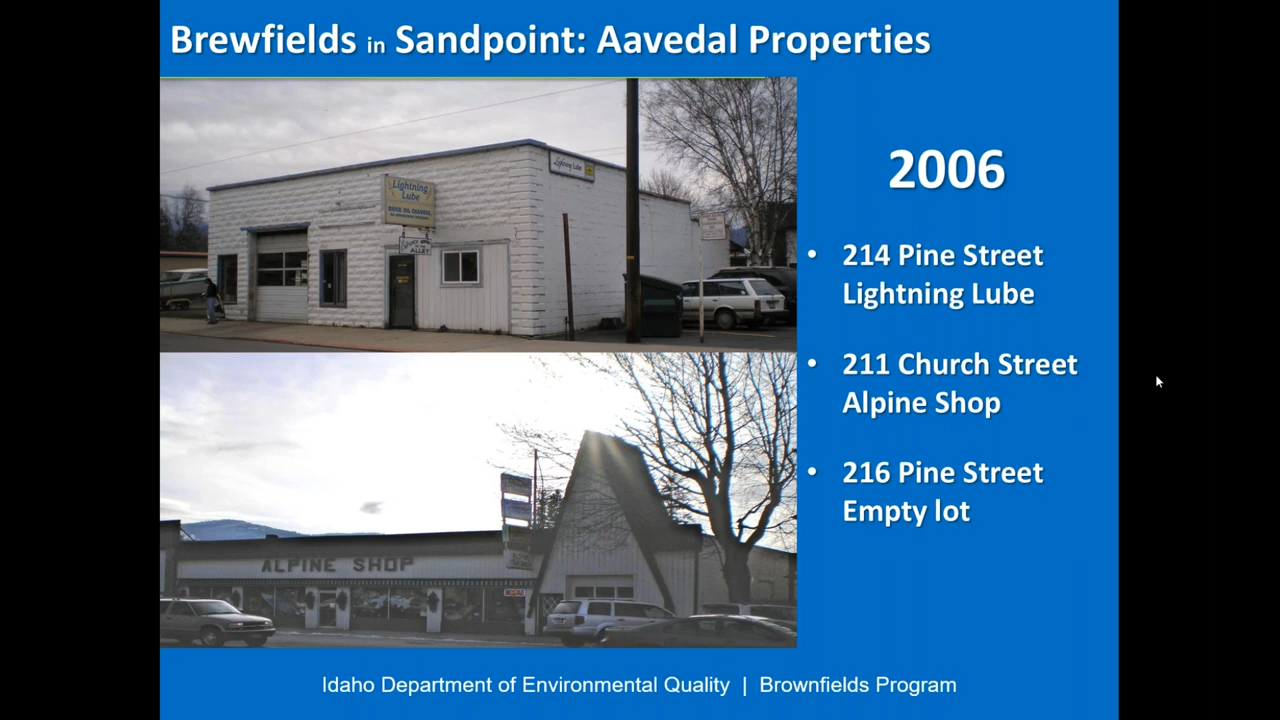 Brewfields in Sandpoint: Aavedal Properties
Lightning Lube
Lightning
Lube
ALLEY
ALPINE SHOP
2006
• 214 Pine Street
Lightning Lube
• 211 Church Street
Alpine Shop
• 216 Pine Street
Empty lot
Idaho Department of Environmental Quality | Brownfields Program